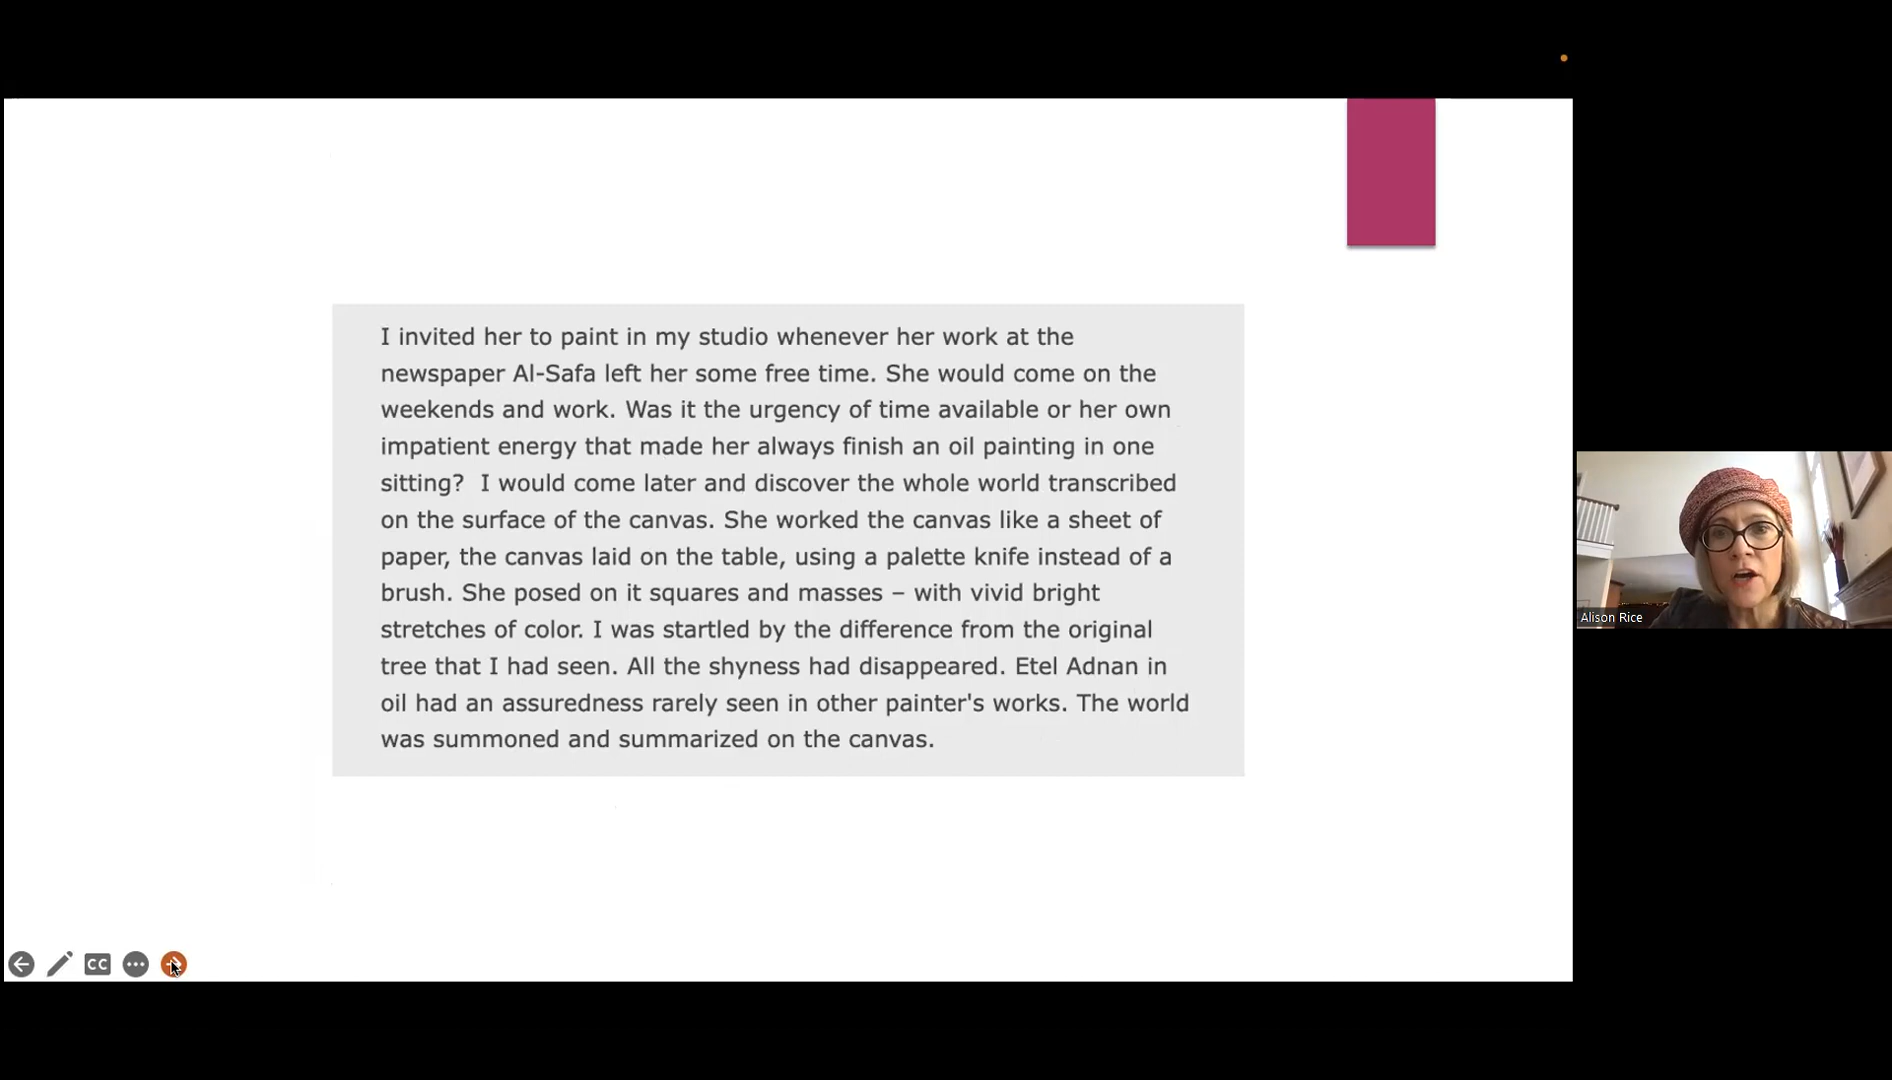 I invited her to paint in my studio whenever her work at the
newspaper Al-Safa left her some free time. She would come on the
weekends and work. Was it the urgency of time available or her own
impatient energy that made her always finish an oil painting in one
sitting?  I would come later and discover the whole world transcribed
on the surface of the canvas. She worked the canvas like a sheet of
paper, the canvas laid on the table, using a palette knife instead of a
brush. She posed on it squares and masses – with vivid bright
stretches of color. I was startled by the difference from the original
tree that I had seen. All the shyness had disappeared. Etel Adnan in
oil had an assuredness rarely seen in other painter's works. The world
was summoned and summarized on the canvas.
Alison Rice
CC